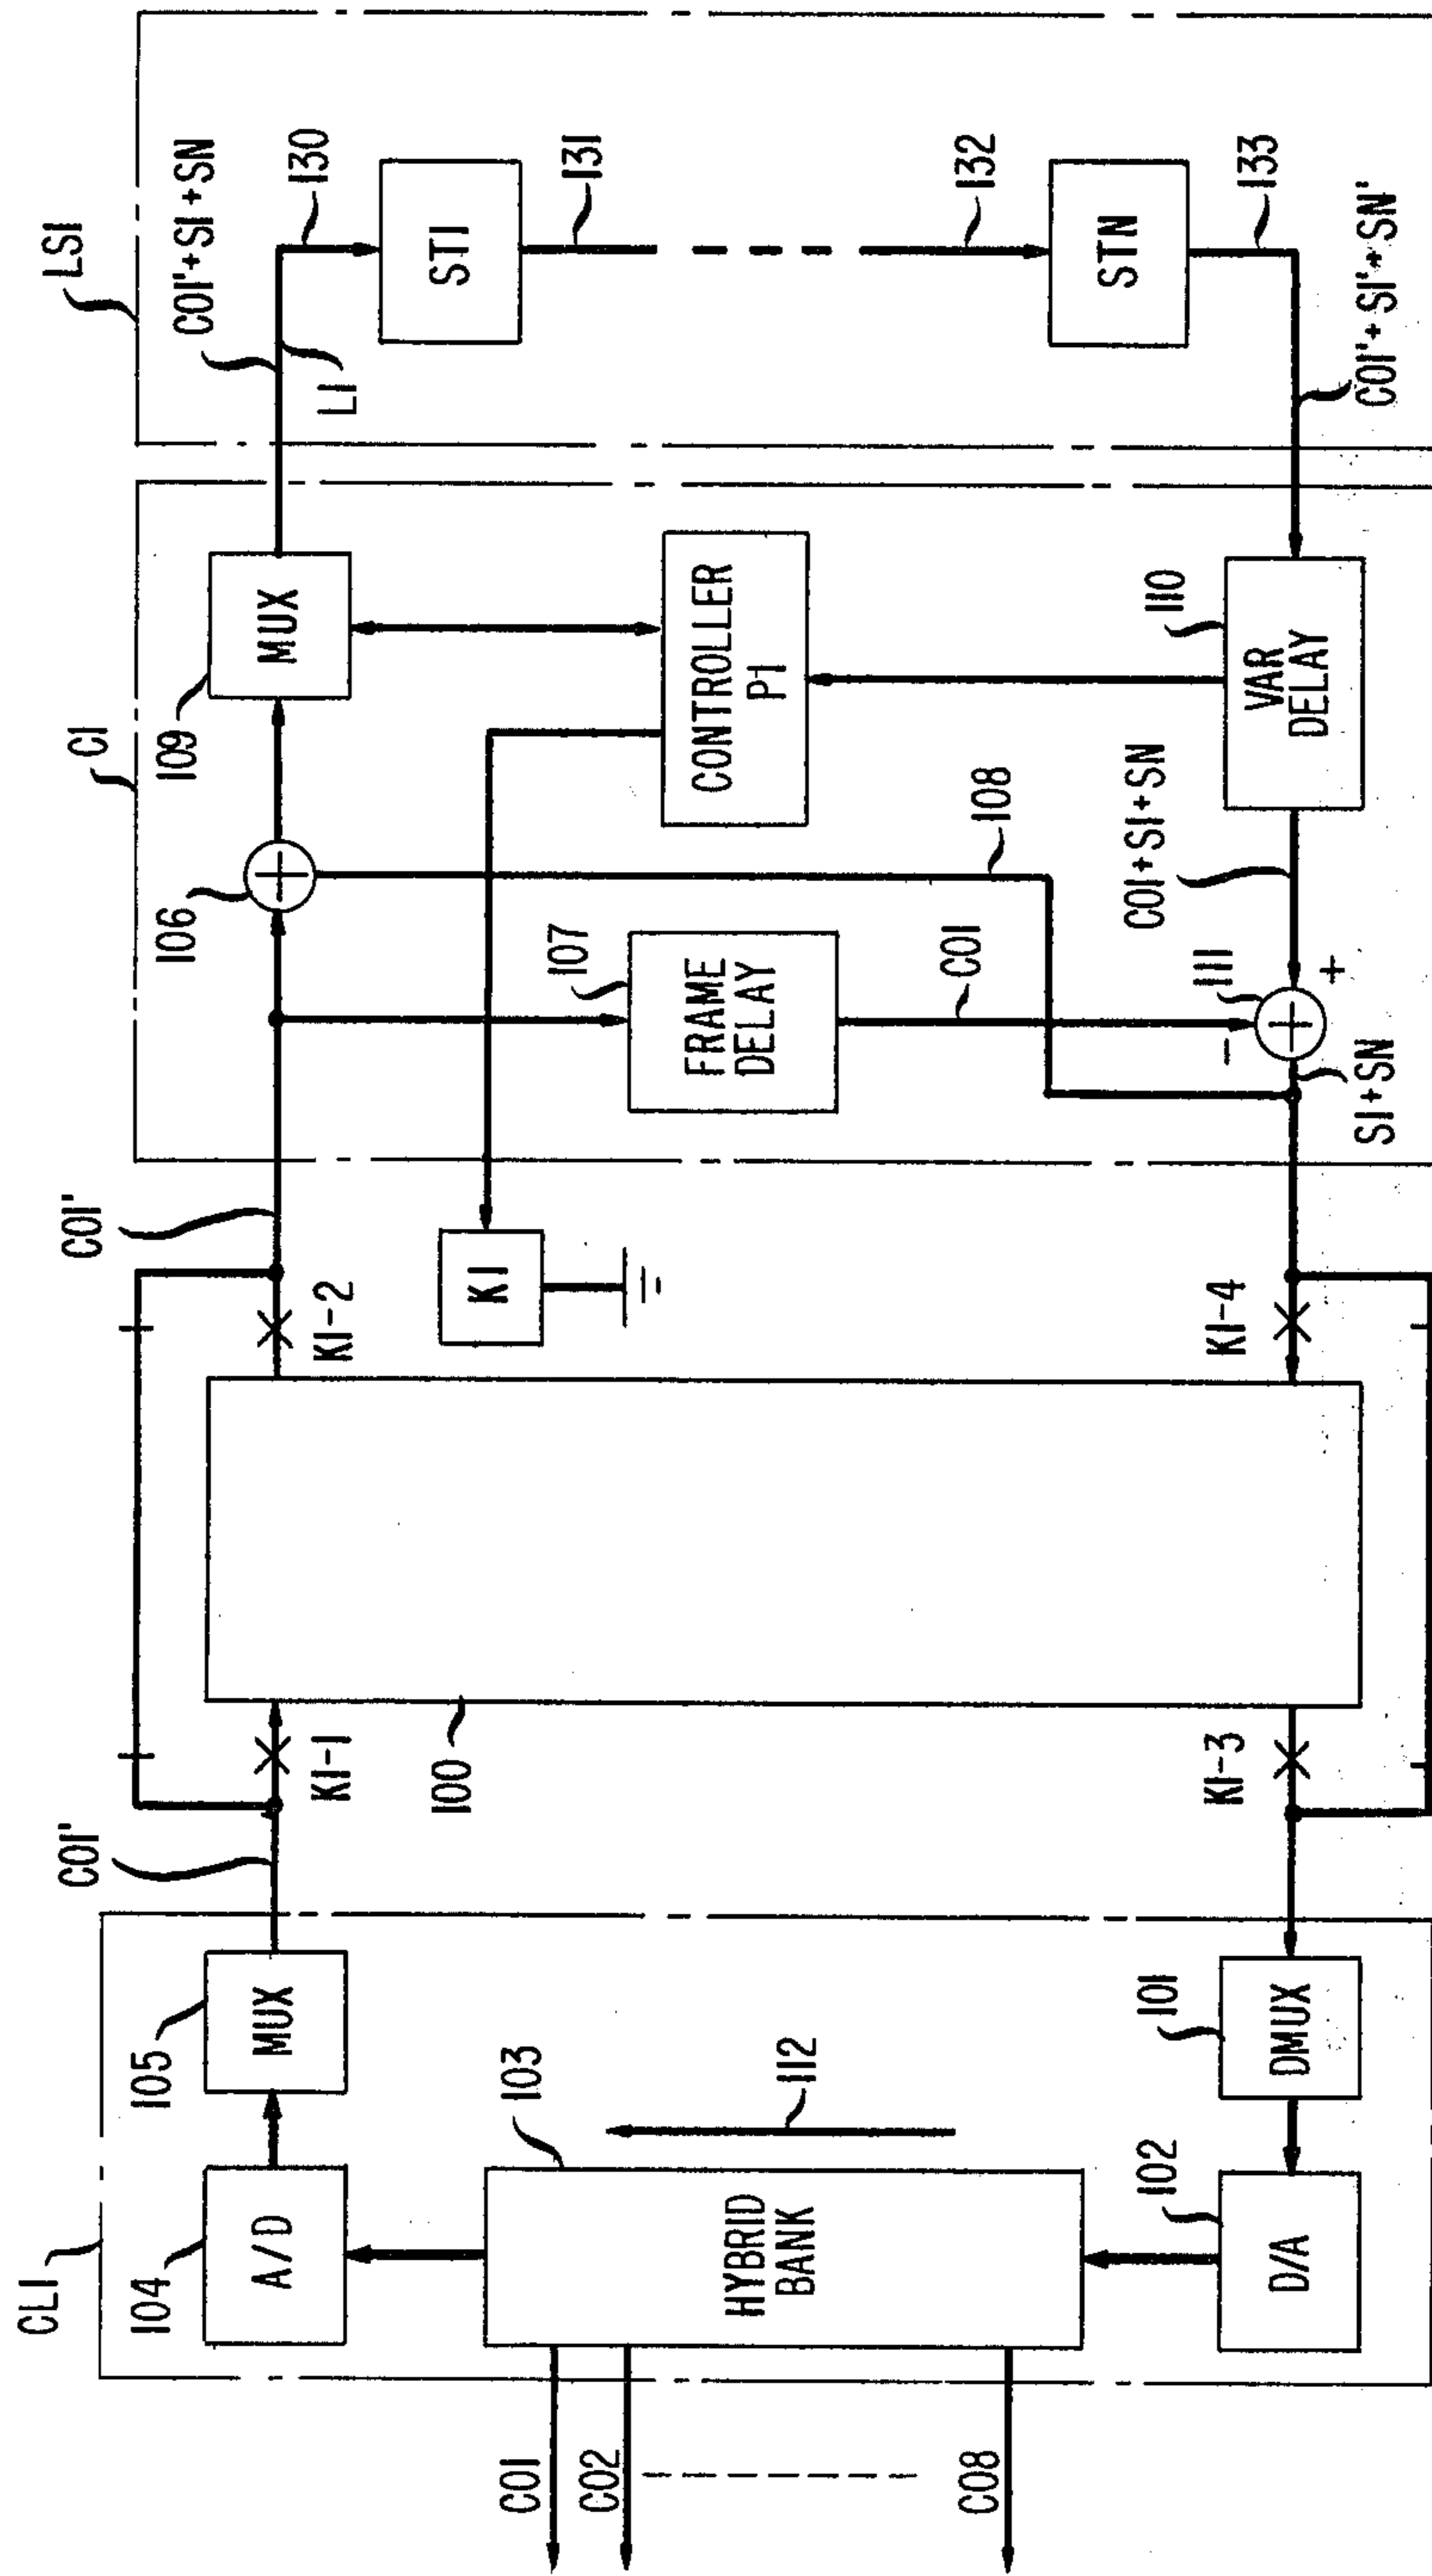 CL1
104
A/D
105
MUX
CO1'
K1-1
CO1'
K1-2
100
K1-3
K1-4
CO1
CO2
CO8
103
HYBRID
BANK
112
102
D/A
101
DMUX
K1
C1
106
109
MUX
107
FRAME
DELAY
CO1
108
CONTROLLER
P1
110
VAR
DELAY
CO1+S1+SN
111
+
-
S1+SN
LS1
CO1'+S1+SN
L1
130
ST1
131
132
STN
133
CO1'+S1'+SN'